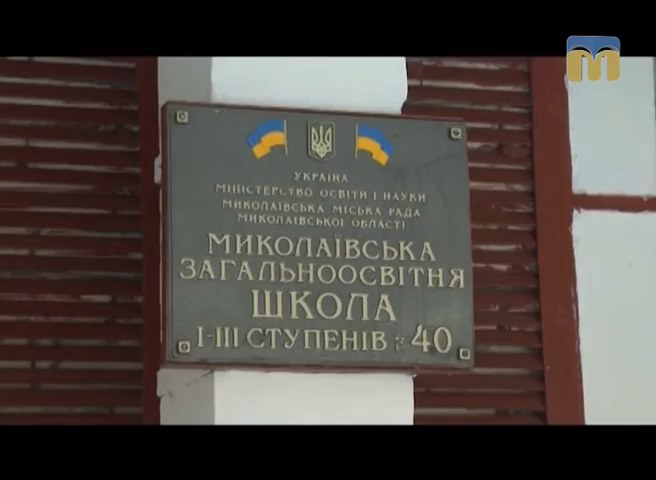 УКРАЇНА
МІНІСТЕРСТВО ОСВІТИ І НАУКИ
МИКОЛАЇВСЬКА МІСЬКА РАДА
МИКОЛАЇВСЬКОЇ ОБЛАСТІ
МИКОЛАЇВСЬКА
ЗАГАЛЬНООСВІТНЯ
ШКОЛА
І-ІІІ СТУПЕНІВ № 40